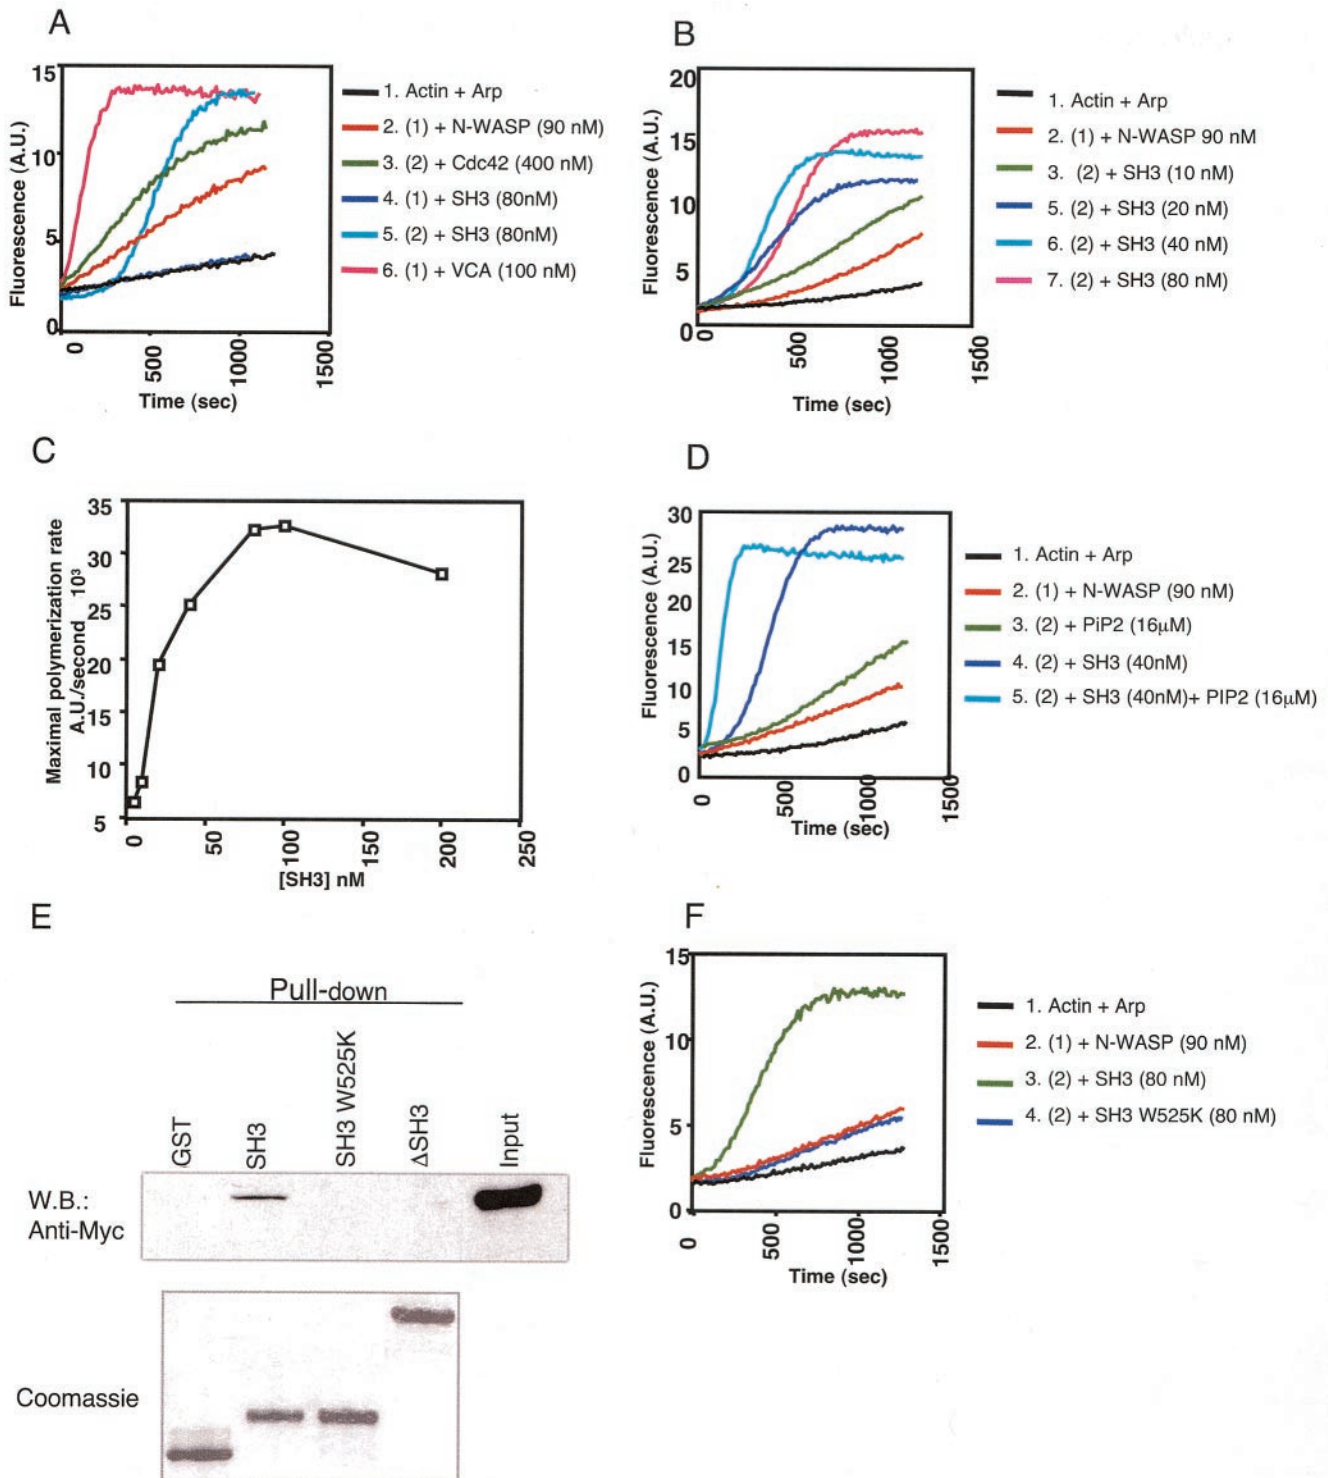 A
15
10
5
0
Fluorescence (A.U.)
0
500
1000
1500
Time (sec)
1. Actin + Arp
2. (1) + N-WASP (90 nM)
3. (2) + Cdc42 (400 nM)
4. (1) + SH3 (80nM)
5. (2) + SH3 (80nM)
6. (1) + VCA (100 nM)
B
20
15
10
5
0
Fluorescence (A.U.)
0
500
1000
1500
Time (sec)
1. Actin + Arp
2. (1) + N-WASP 90 nM
3. (2) + SH3 (10 nM)
5. (2) + SH3 (20 nM)
6. (2) + SH3 (40 nM)
7. (2) + SH3 (80 nM)
C
35
30
25
20
15
10
5
Maximal polymerization rate
A.U./second 10³
0
50
100
150
200
250
[SH3] nM
D
30
25
20
15
10
5
0
Fluorescence (A.U.)
0
500
1000
1500
Time (sec)
1. Actin + Arp
2. (1) + N-WASP (90 nM)
3. (2) + PiP2 (16µM)
4. (2) + SH3 (40nM)
5. (2) + SH3 (40nM)+ PIP2 (16µM)
E
Pull-down
GST
SH3
SH3 W525K
ΔSH3
Input
W.B.:
Anti-Myc
Coomassie
F
15
10
5
0
Fluorescence (A.U.)
0
500
1000
1500
Time (sec)
1. Actin + Arp
2. (1) + N-WASP (90 nM)
3. (2) + SH3 (80 nM)
4. (2) + SH3 W525K (80 nM)